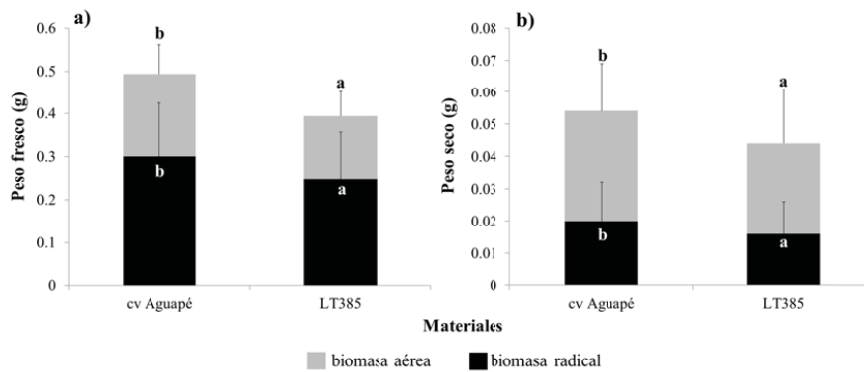 a)
Peso fresco (g)
0.6
0.5
0.4
0.3
0.2
0.1
0
b
a
b
a
cv Aguapé
LT385
b)
Peso seco (g)
0.08
0.07
0.06
0.05
0.04
0.03
0.02
0.01
0
b
a
b
a
cv Aguapé
LT385
Materiales
biomasa aérea
biomasa radical